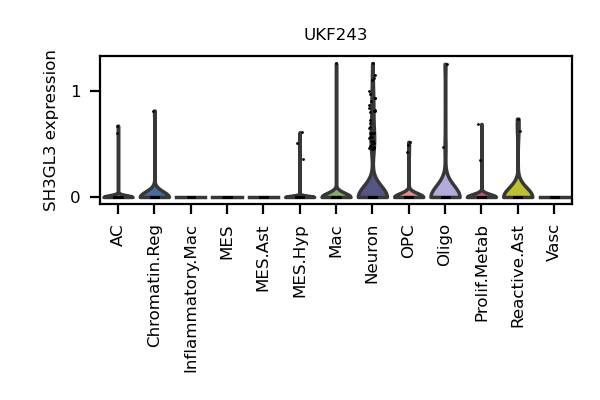 UKF243
SH3GL3 expression
1
0
AC
Chromatin.Reg
Inflammatory.Mac
MES
MES.Ast
MES.Hyp
Mac
Neuron
OPC
Oligo
Prolif.Metab
Reactive.Ast
Vasc